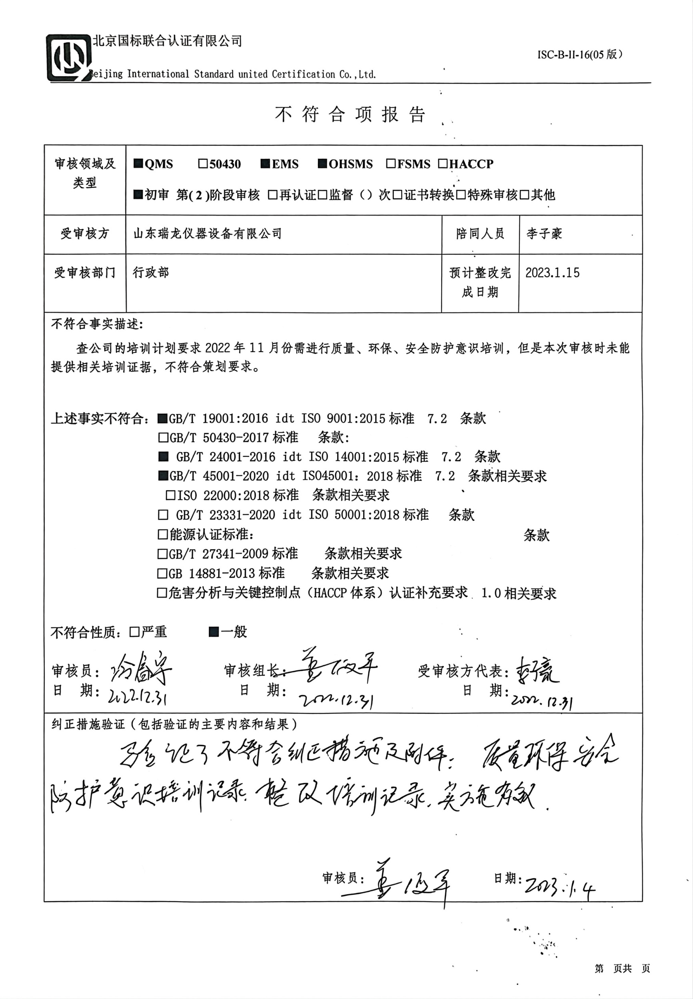 北京国标联合认证有限公司
ISC-B-II-16(05 版)
Beijing International Standard united Certification Co.,Ltd.
不符合项报告
审核领域及类型
■QMS □50430 ■EMS ■OHSMS □FSMS □HACCP
■初审 第(2)阶段审核 □再认证□监督（）次□证书转换□特殊审核□其他
受审核方 山东瑞龙仪器设备有限公司 陪同人员 李子豪
受审核部门 行政部 预计整改完成日期 2023.1.15
不符合事实描述:
查公司的培训计划要求 2022 年 11 月份需进行质量、环保、安全防护意识培训，但是本次审核时未能
提供相关培训证据，不符合策划要求。
上述事实不符合: ■GB/T 19001:2016 idt ISO 9001:2015 标准 7.2 条款
□GB/T 50430-2017 标准 条款:
■ GB/T 24001-2016 idt ISO 14001:2015 标准 7.2 条款
■GB/T 45001-2020 idt ISO45001: 2018 标准 7.2 条款相关要求
□ISO 22000:2018 标准 条款相关要求
□ GB/T 23331-2020 idt ISO 50001:2018 标准 条款
□能源认证标准: 条款
□GB/T 27341-2009 标准 条款相关要求
□GB 14881-2013 标准 条款相关要求
□危害分析与关键控制点（HACCP 体系）认证补充要求 1.0 相关要求
不符合性质: □严重 ■一般
审核员: 审核组长: 受审核方代表: 李子豪
日 期: 2022.12.31 日 期: 2022.12.31 日 期: 2022.12.31
纠正措施验证（包括验证的主要内容和结果）
验证了不符合纠正措施及附件: 质量环保安全
防护意识培训记录. 整改培训记录. 实施有效.
审核员: 日期: 2023.1.4
第 页共 页